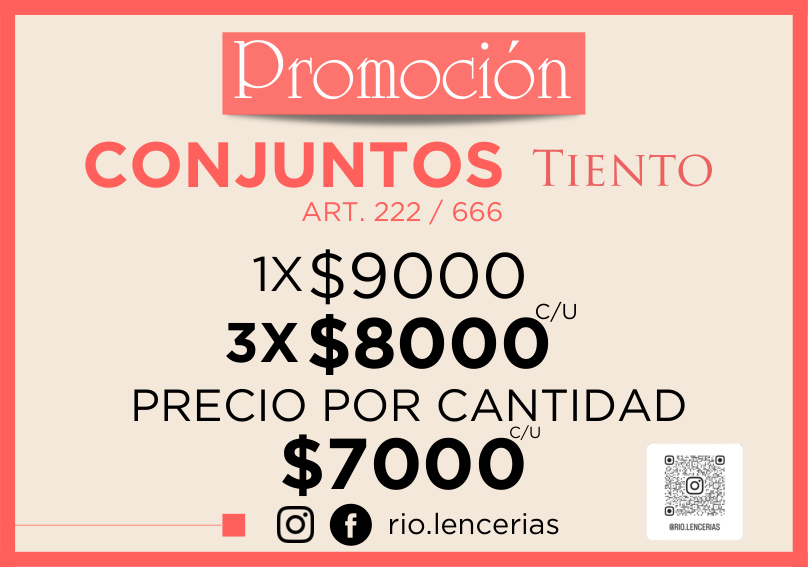 Promoción
CONJUNTOS TIENTO
ART. 222 / 666
1X $9000
3X $8000 C/U
PRECIO POR CANTIDAD
$7000 C/U
rio.lencerias
@RIO.LENCERIAS